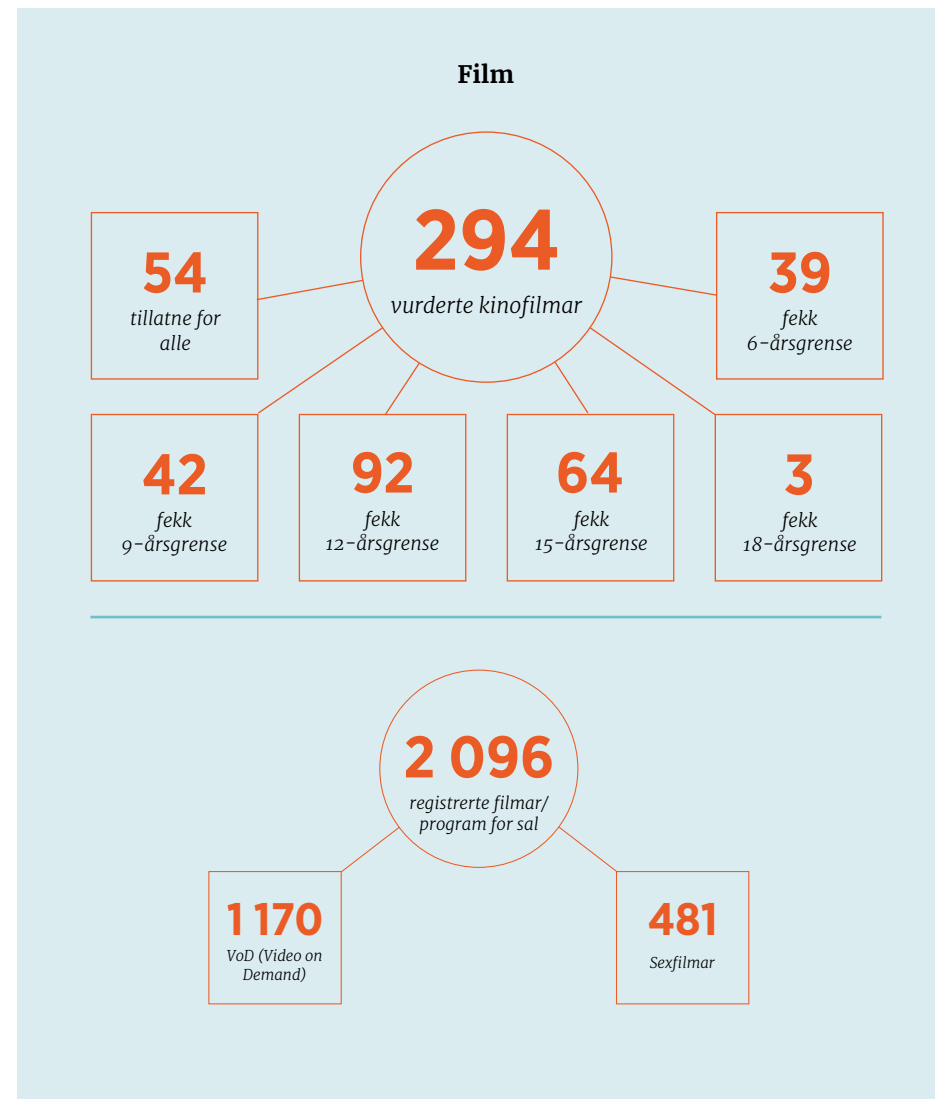 Film
294
vurderte kinofilmar
54
tillatne for
alle
39
fekk
6-årsgrense
42
fekk
9-årsgrense
92
fekk
12-årsgrense
64
fekk
15-årsgrense
3
fekk
18-årsgrense
2 096
registrerte filmar/
program for sal
1 170
VoD (Video on
Demand)
481
Sexfilmar